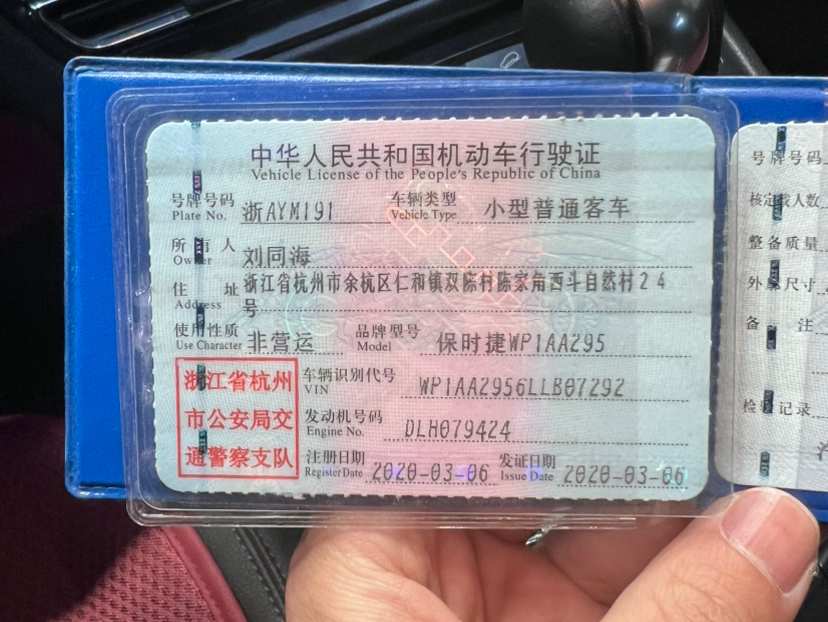 中华人民共和国机动车行驶证
Vehicle License of the People's Republic of China
号牌号码 浙AYM191 车辆类型 小型普通客车
Plate No. Vehicle Type
所有人 刘同海
Owner
住址 浙江省杭州市余杭区仁和镇双陈村陈家角西斗自然村24
Address 号
使用性质 非营运 品牌型号 保时捷WP1AA295
Use Character Model
浙江省杭州
市公安局交
通警察支队
车辆识别代号 WP1AA2956LLB07292
VIN
发动机号码 DLH079424
Engine No.
注册日期 2020-03-06 发证日期 2020-03-06
Register Date Issue Date
号牌号码
核定载人数
整备质量
外廓尺寸
备注
检验记录